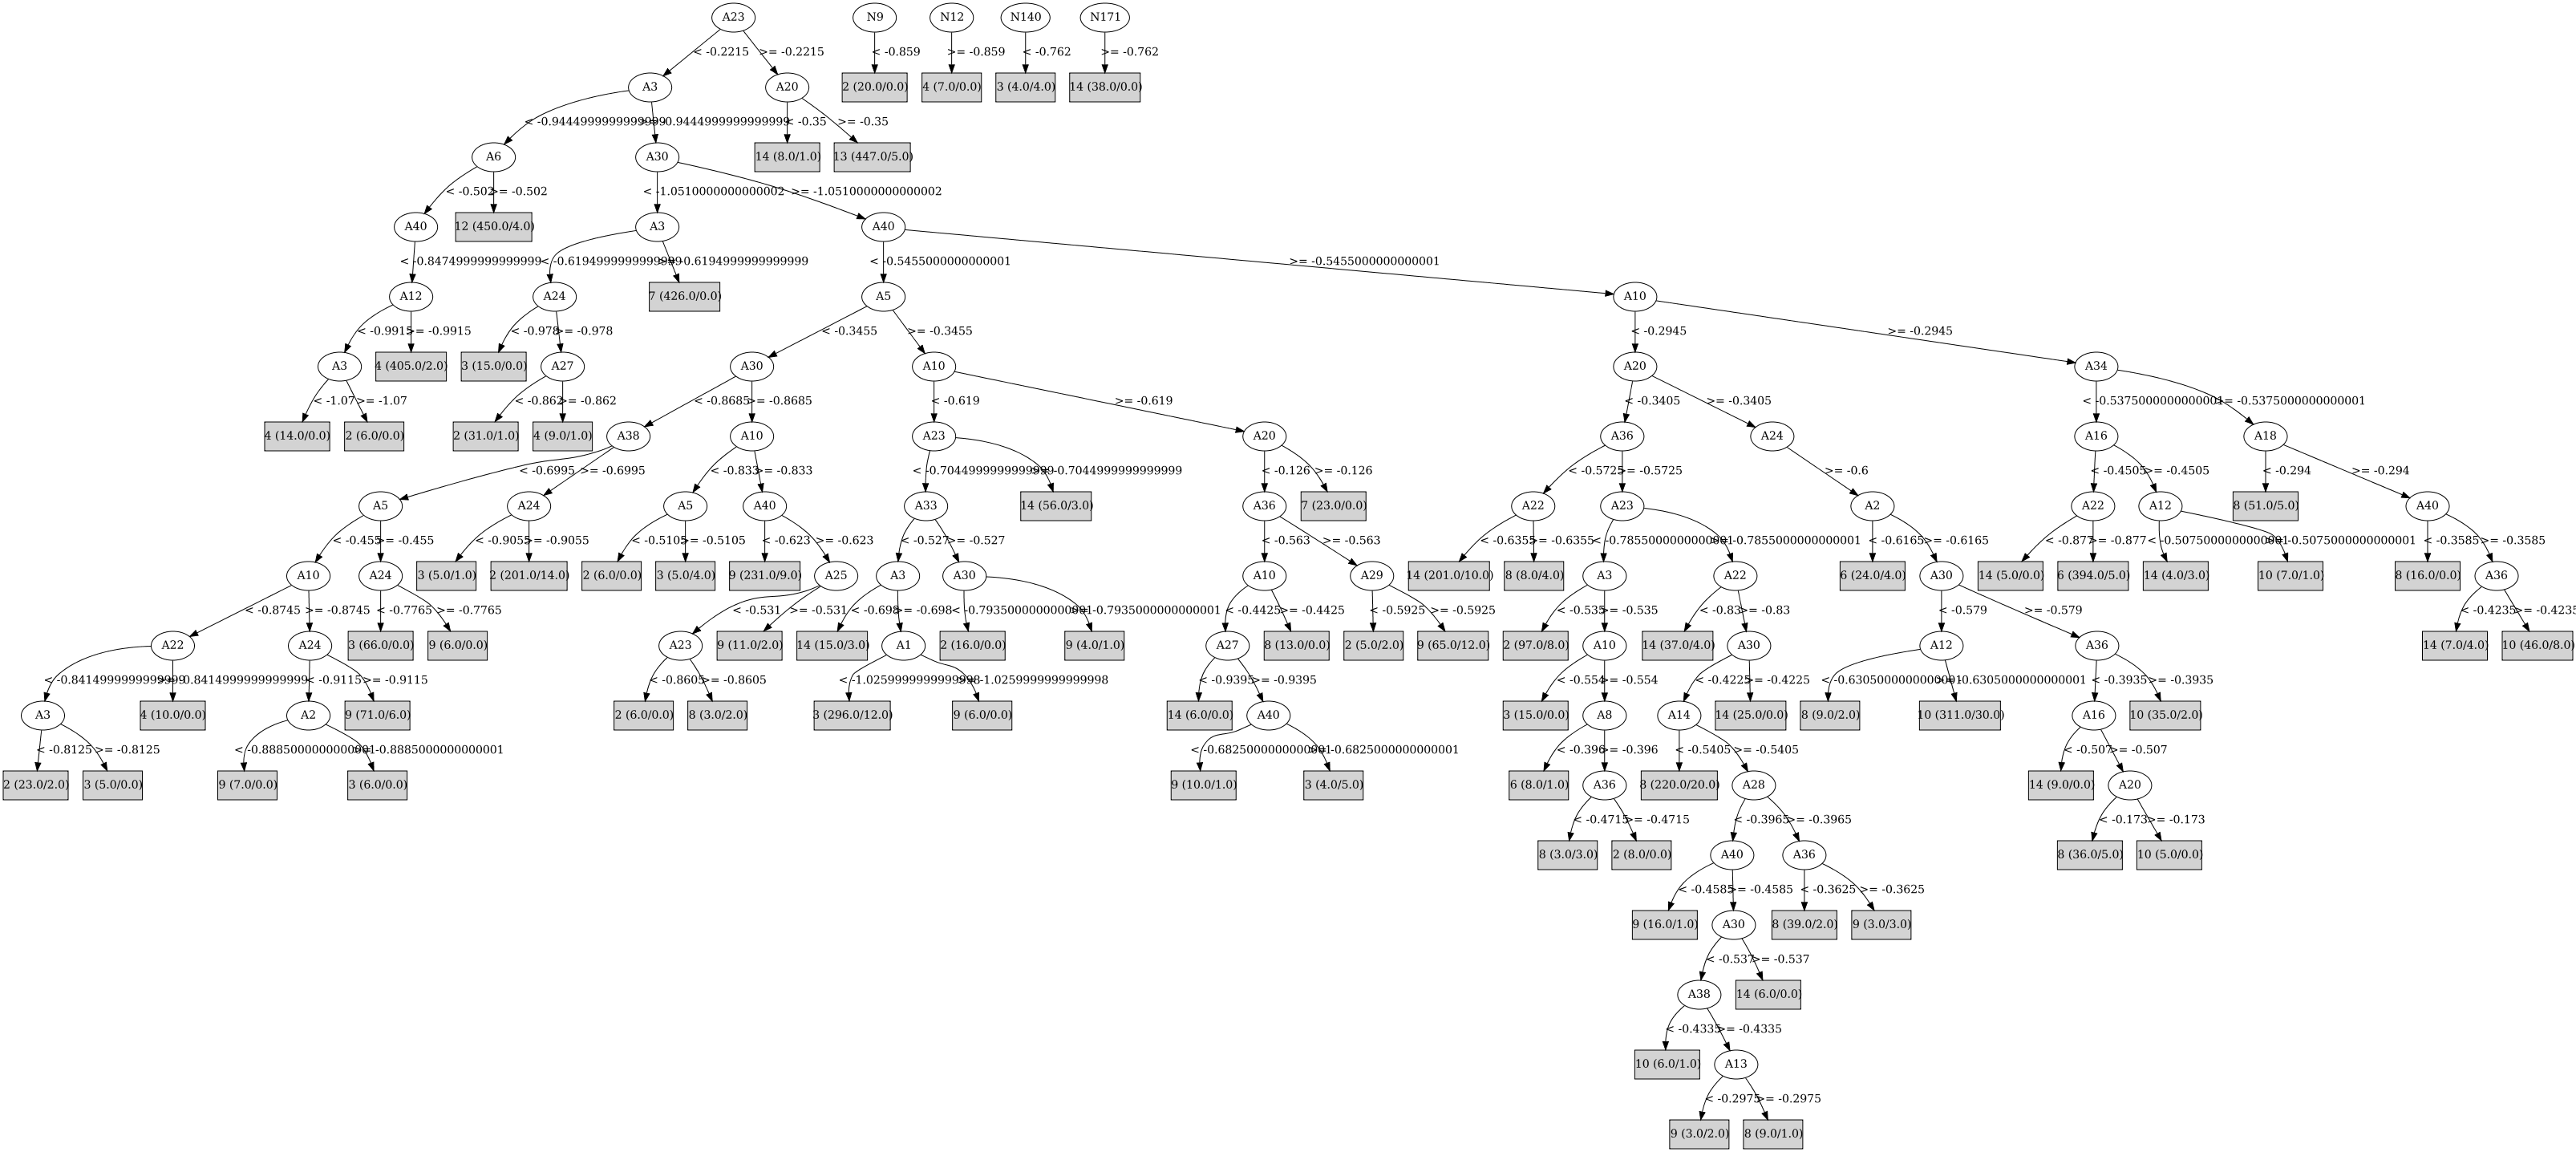 A23 N9 N12 N140 N171
< -0.2215 >= -0.2215 < -0.859 >= -0.859 < -0.762 >= -0.762
A3 A20 2 (20.0/0.0) 4 (7.0/0.0) 3 (4.0/4.0) 14 (38.0/0.0)
< -0.9444999999999999 >= -0.9444999999999999 < -0.35 >= -0.35
A6 A30 14 (8.0/1.0) 13 (447.0/5.0)
< -0.502 >= -0.502 < -1.0510000000000002 >= -1.0510000000000002
A40 12 (450.0/4.0) A3 A40
< -0.8474999999999999 < -0.6194999999999999 >= -0.6194999999999999 < -0.5455000000000001 >= -0.5455000000000001
A12 A24 7 (426.0/0.0) A5 A10
< -0.9915 >= -0.9915 < -0.978 >= -0.978 < -0.3455 >= -0.3455 < -0.2945 >= -0.2945
A3 4 (405.0/2.0) 3 (15.0/0.0) A27 A30 A10 A20 A34
< -1.07 >= -1.07 < -0.862 >= -0.862 < -0.8685 >= -0.8685 < -0.619 >= -0.619 < -0.3405 >= -0.3405 < -0.5375000000000001 >= -0.5375000000000001
4 (14.0/0.0) 2 (6.0/0.0) 2 (31.0/1.0) 4 (9.0/1.0) A38 A10 A23 A20 A36 A24 A16 A18
< -0.6995 >= -0.6995 < -0.833 >= -0.833 < -0.7044999999999999 >= -0.7044999999999999 < -0.126 >= -0.126 < -0.5725 >= -0.5725 >= -0.6 < -0.4505 >= -0.4505 < -0.294 >= -0.294
A5 A24 A5 A40 A33 14 (56.0/3.0) A36 7 (23.0/0.0) A22 A23 A2 A22 A12 8 (51.0/5.0) A40
< -0.455 >= -0.455 < -0.9055 >= -0.9055 < -0.5105 >= -0.5105 < -0.623 >= -0.623 < -0.527 >= -0.527 < -0.563 >= -0.563 < -0.6355 >= -0.6355 < -0.7855000000000001 >= -0.7855000000000001 < -0.6165 >= -0.6165 < -0.877 >= -0.877 < -0.5075000000000001 >= -0.5075000000000001 < -0.3585 >= -0.3585
A10 A24 3 (5.0/1.0) 2 (201.0/14.0) 2 (6.0/0.0) 3 (5.0/4.0) 9 (231.0/9.0) A25 A3 A30 A10 A29 14 (201.0/10.0) 8 (8.0/4.0) A3 A22 6 (24.0/4.0) A30 14 (5.0/0.0) 6 (394.0/5.0) 14 (4.0/3.0) 10 (7.0/1.0) 8 (16.0/0.0) A36
< -0.8745 >= -0.8745 < -0.7765 >= -0.7765 < -0.531 >= -0.531 < -0.698 >= -0.698 < -0.7935000000000001 >= -0.7935000000000001 < -0.4425 >= -0.4425 < -0.5925 >= -0.5925 < -0.535 >= -0.535 < -0.83 >= -0.83 < -0.579 >= -0.579 < -0.4235 >= -0.4235
A22 A24 3 (66.0/0.0) 9 (6.0/0.0) A23 9 (11.0/2.0) 14 (15.0/3.0) A1 2 (16.0/0.0) 9 (4.0/1.0) A27 8 (13.0/0.0) 2 (5.0/2.0) 9 (65.0/12.0) 2 (97.0/8.0) A10 14 (37.0/4.0) A30 A12 A36 14 (7.0/4.0) 10 (46.0/8.0)
< -0.8414999999999999 >= -0.8414999999999999 < -0.9115 >= -0.9115 < -0.8605 >= -0.8605 < -1.0259999999999998 >= -1.0259999999999998 < -0.9395 >= -0.9395 < -0.554 >= -0.554 < -0.4225 >= -0.4225 < -0.6305000000000001 >= -0.6305000000000001 < -0.3935 >= -0.3935
A3 4 (10.0/0.0) A2 9 (71.0/6.0) 2 (6.0/0.0) 8 (3.0/2.0) 3 (296.0/12.0) 9 (6.0/0.0) 14 (6.0/0.0) A40 3 (15.0/0.0) A8 A14 14 (25.0/0.0) 8 (9.0/2.0) 10 (311.0/30.0) A16 10 (35.0/2.0)
< -0.8125 >= -0.8125 < -0.8885000000000001 >= -0.8885000000000001 < -0.6825000000000001 >= -0.6825000000000001 < -0.396 >= -0.396 < -0.5405 >= -0.5405 < -0.507 >= -0.507
2 (23.0/2.0) 3 (5.0/0.0) 9 (7.0/0.0) 3 (6.0/0.0) 9 (10.0/1.0) 3 (4.0/5.0) 6 (8.0/1.0) A36 8 (220.0/20.0) A28 14 (9.0/0.0) A20
< -0.4715 >= -0.4715 < -0.3965 >= -0.3965 < -0.173 >= -0.173
8 (3.0/3.0) 2 (8.0/0.0) A40 A36 8 (36.0/5.0) 10 (5.0/0.0)
< -0.4585 >= -0.4585 < -0.3625 >= -0.3625
9 (16.0/1.0) A30 8 (39.0/2.0) 9 (3.0/3.0)
< -0.537 >= -0.537
A38 14 (6.0/0.0)
< -0.4335 >= -0.4335
10 (6.0/1.0) A13
< -0.2975 >= -0.2975
9 (3.0/2.0) 8 (9.0/1.0)